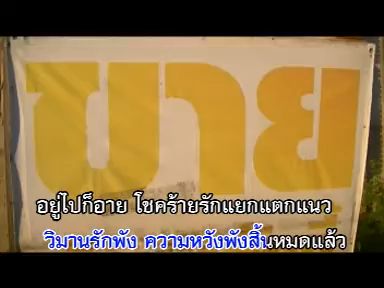 ขาย
อยู่ไปก็อาย โชคร้ายรักแยกแตกแนว
วิมานรักพัง ความหวังพังสิ้นหมดแล้ว